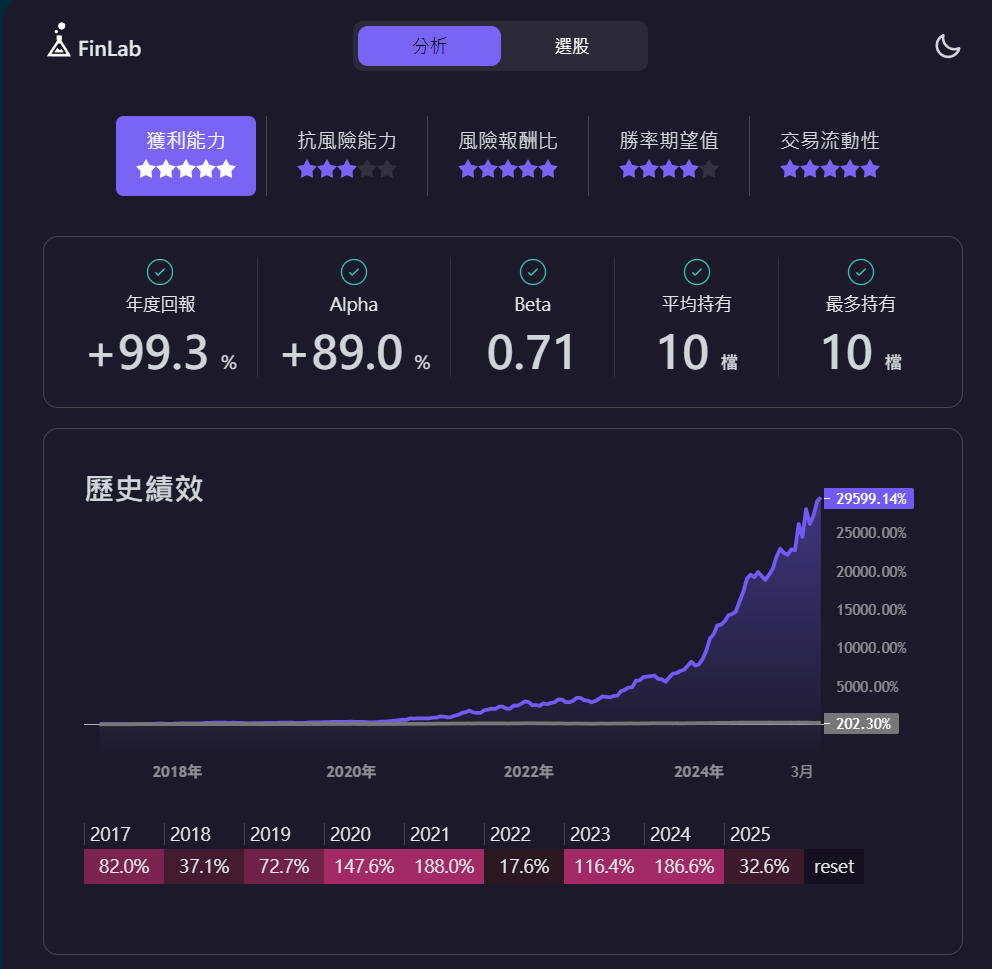 FinLab
分析 選股
獲利能力 抗風險能力 風險報酬比 勝率期望值 交易流動性
年度回報 Alpha Beta 平均持有 最多持有
+99.3 % +89.0 % 0.71 10 檔 10 檔
歷史績效
29599.14%
25000.00%
20000.00%
15000.00%
10000.00%
5000.00%
202.30%
2018年 2020年 2022年 2024年 3月
2017 2018 2019 2020 2021 2022 2023 2024 2025
82.0% 37.1% 72.7% 147.6% 188.0% 17.6% 116.4% 186.6% 32.6% reset